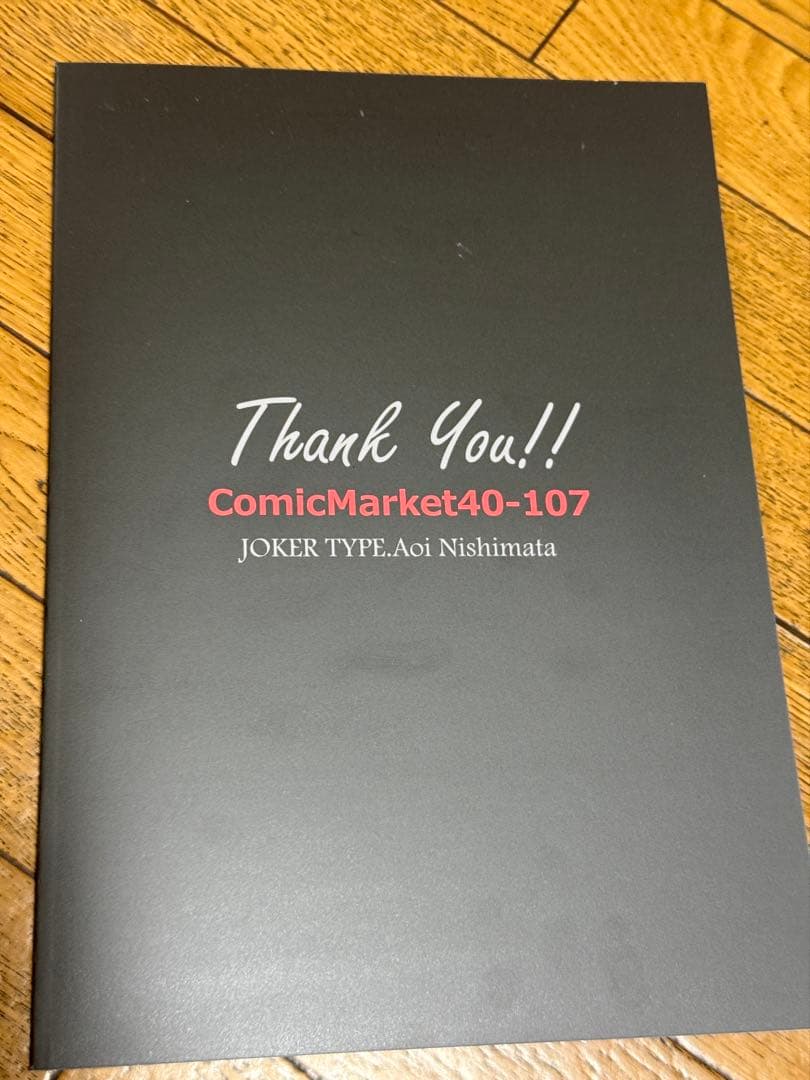 Thank You!!
ComicMarket40-107
JOKER TYPE.Aoi Nishimata